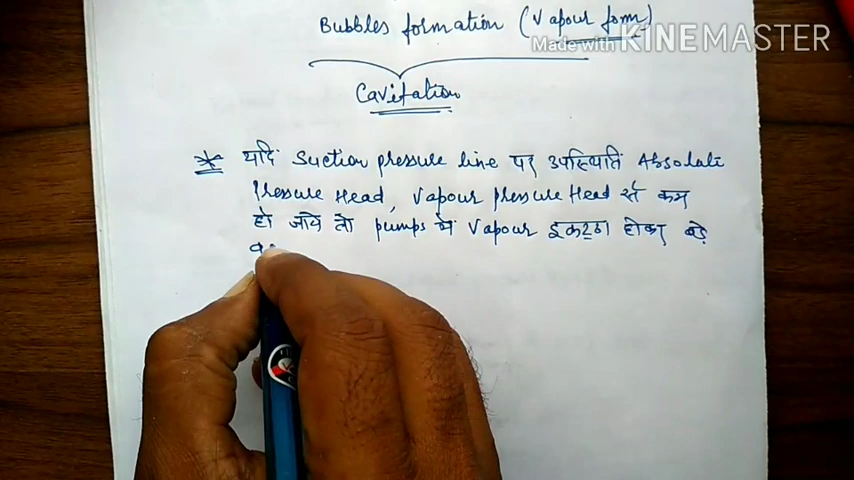 Bubbles formation (Vapour form)
Made with KINEMASTER
Cavitation
* यदि Suction pressure line पर उपस्थिति Absolute
Pressure Head, Vapour pressure Head से कम
हो जावे तो pumps में Vapour इकट्ठा होकर बड़े